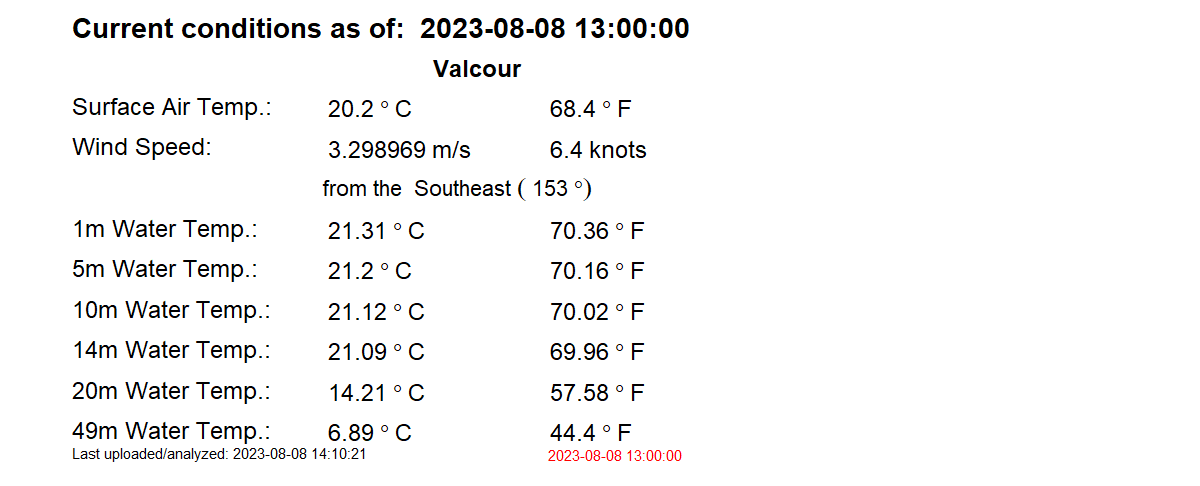 Current conditions as of:  2023-08-08 13:00:00
Valcour
Surface Air Temp.: 20.2 ° C 68.4 ° F
Wind Speed: 3.298969 m/s 6.4 knots
from the  Southeast ( 153 °)
1m Water Temp.: 21.31 ° C 70.36 ° F
5m Water Temp.: 21.2 ° C 70.16 ° F
10m Water Temp.: 21.12 ° C 70.02 ° F
14m Water Temp.: 21.09 ° C 69.96 ° F
20m Water Temp.: 14.21 ° C 57.58 ° F
49m Water Temp.: 6.89 ° C 44.4 ° F
Last uploaded/analyzed: 2023-08-08 14:10:21 2023-08-08 13:00:00